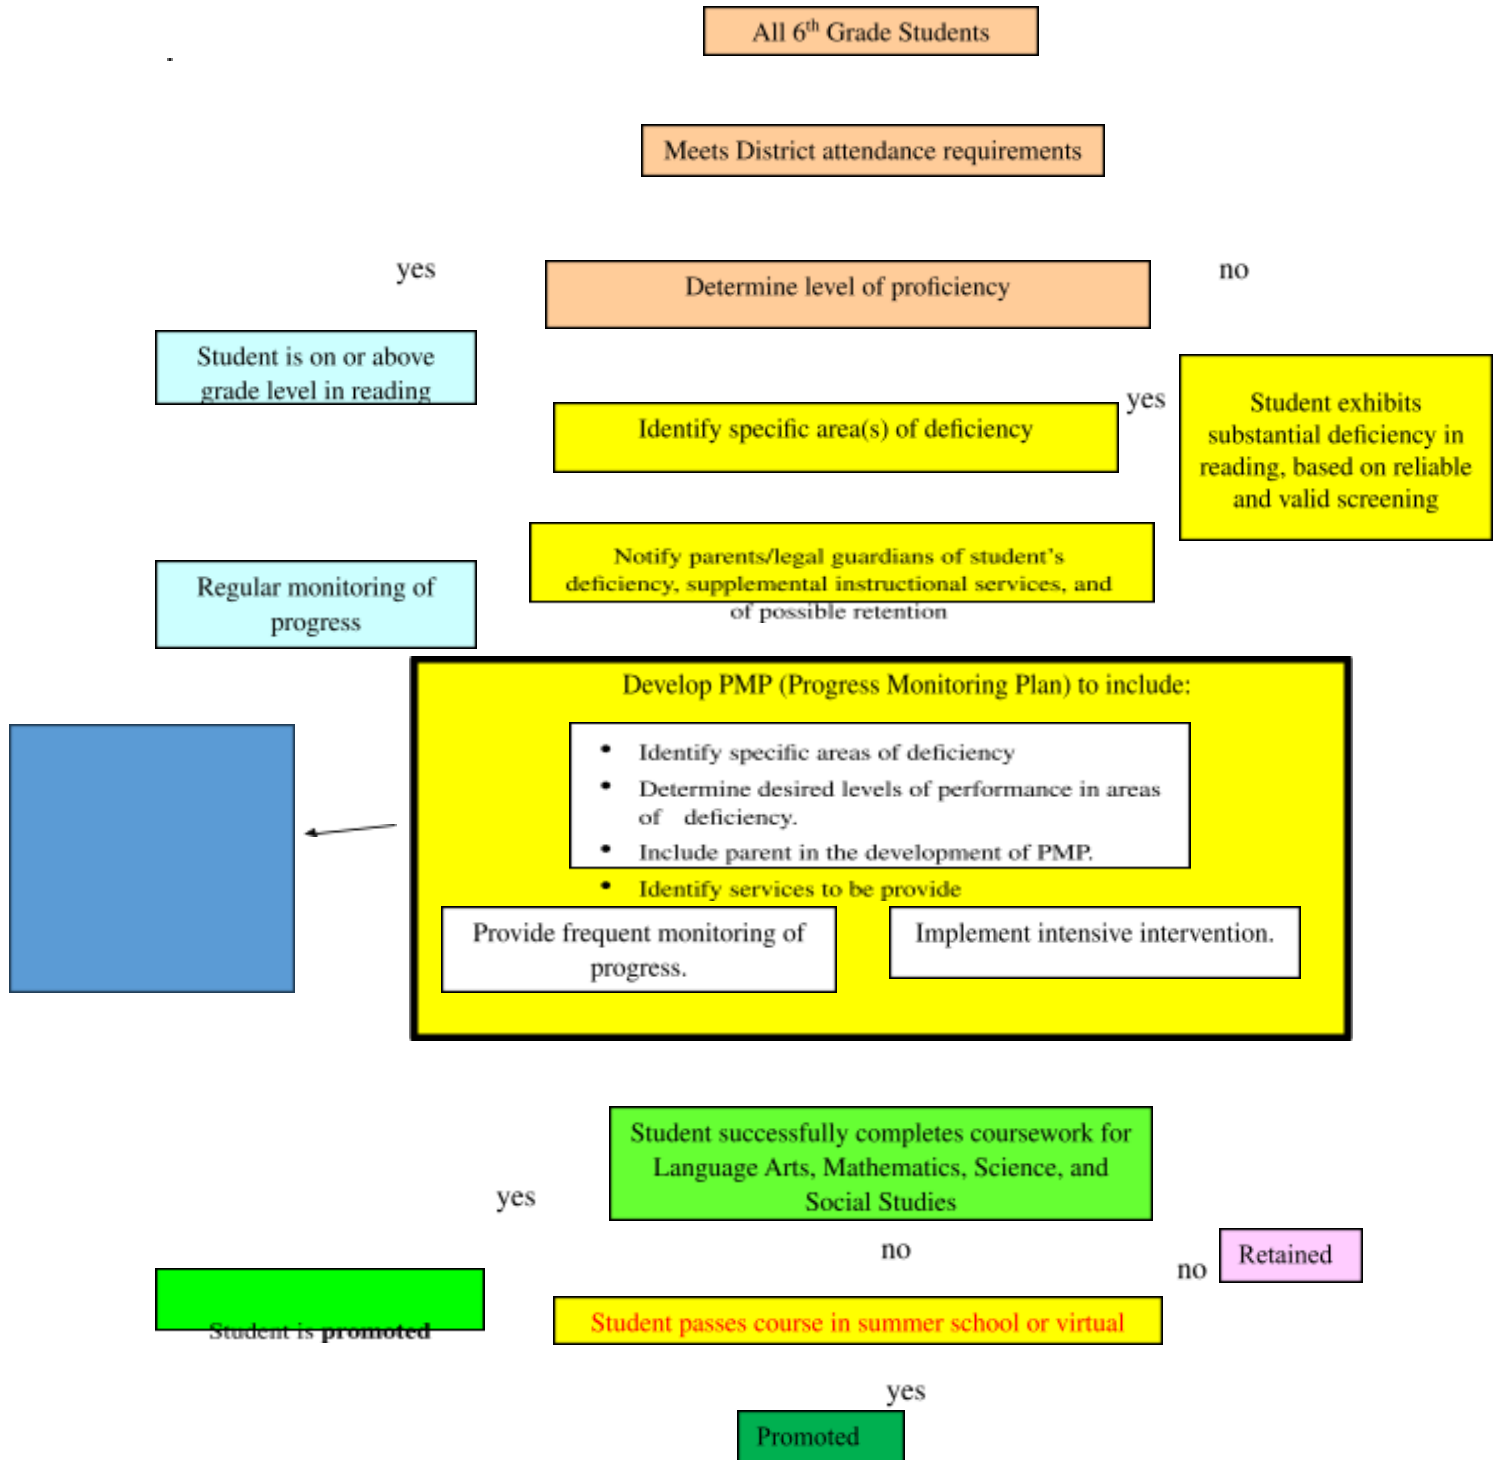 All 6th Grade Students
Meets District attendance requirements
yes
Determine level of proficiency
no
Student is on or above
grade level in reading
Identify specific area(s) of deficiency
yes
Student exhibits
substantial deficiency in
reading, based on reliable
and valid screening
Notify parents/legal guardians of student's
deficiency, supplemental instructional services, and
of possible retention
Regular monitoring of
progress
Develop PMP (Progress Monitoring Plan) to include:
• Identify specific areas of deficiency
• Determine desired levels of performance in areas
of deficiency.
• Include parent in the development of PMP.
• Identify services to be provide
Provide frequent monitoring of
progress.
Implement intensive intervention.
Student successfully completes coursework for
Language Arts, Mathematics, Science, and
Social Studies
yes
no
no
Retained
Student is promoted
Student passes course in summer school or virtual
yes
Promoted